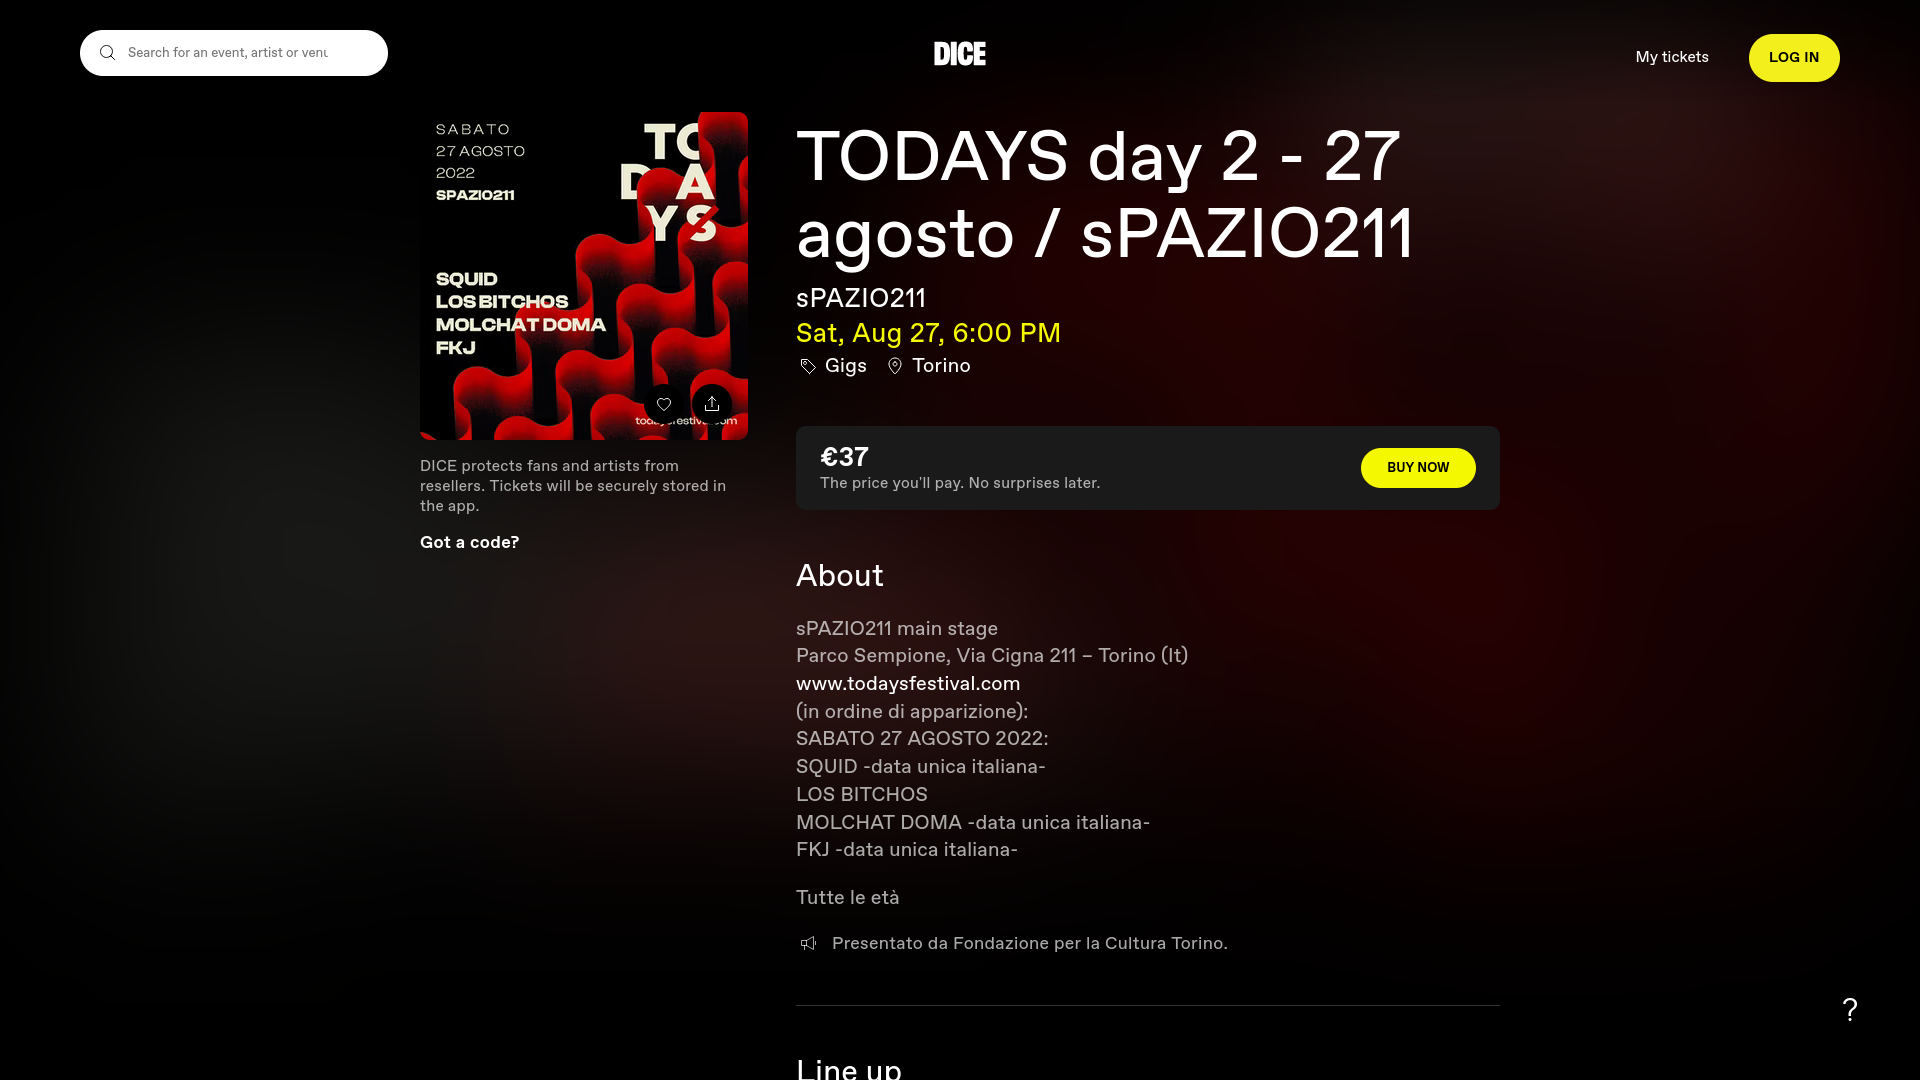 Search for an event, artist or venu
DICE
My tickets
LOG IN
SABATO
27 AGOSTO
2022
SPAZIO211
TO
DA
YS
SQUID
LOS BITCHOS
MOLCHAT DOMA
FKJ
DICE protects fans and artists from
resellers. Tickets will be securely stored in
the app.
Got a code?
TODAYS day 2 - 27
agosto / sPAZIO211
sPAZIO211
Sat, Aug 27, 6:00 PM
Gigs
Torino
€37
The price you'll pay. No surprises later.
BUY NOW
About
sPAZIO211 main stage
Parco Sempione, Via Cigna 211 – Torino (It)
www.todaysfestival.com
(in ordine di apparizione):
SABATO 27 AGOSTO 2022:
SQUID -data unica italiana-
LOS BITCHOS
MOLCHAT DOMA -data unica italiana-
FKJ -data unica italiana-
Tutte le età
Presentato da Fondazione per la Cultura Torino.
Line up
?